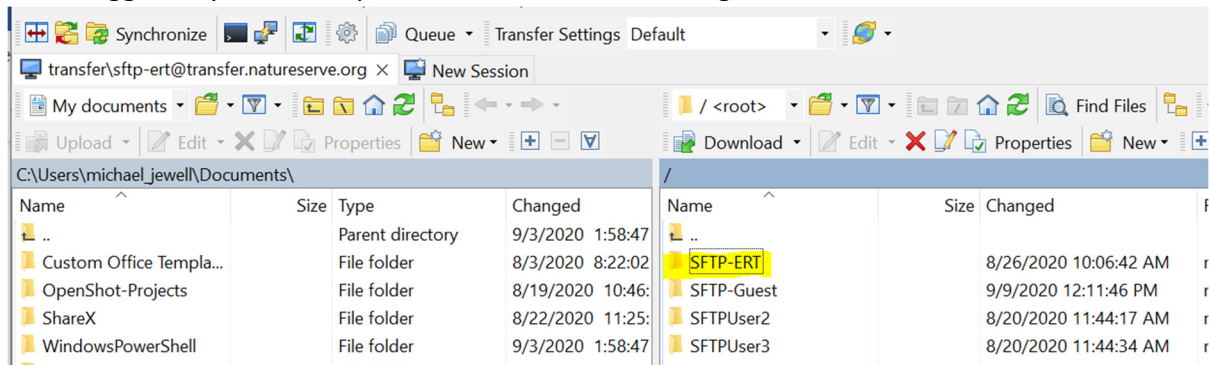 Synchronize Queue Transfer Settings Default
transfer\sftp-ert@transfer.natureserve.org × New Session
My documents / <root> Find Files
Upload Edit Properties New Download Edit Properties New
C:\Users\michael_jewell\Documents\ /
Name Size Type Changed Name Size Changed
.. Parent directory 9/3/2020 1:58:47 ..
Custom Office Templa... File folder 8/3/2020 8:22:02 SFTP-ERT 8/26/2020 10:06:42 AM
OpenShot-Projects File folder 8/19/2020 10:46: SFTP-Guest 9/9/2020 12:11:46 PM
ShareX File folder 8/22/2020 11:25: SFTPUser2 8/20/2020 11:44:17 AM
WindowsPowerShell File folder 9/3/2020 1:58:47 SFTPUser3 8/20/2020 11:44:34 AM